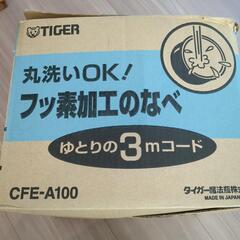 TIGER
丸洗いOK!
フッ素加工のなべ
ゆとりの3mコード
CFE-A100
タイガー魔法瓶株式
MADE IN JAPAN